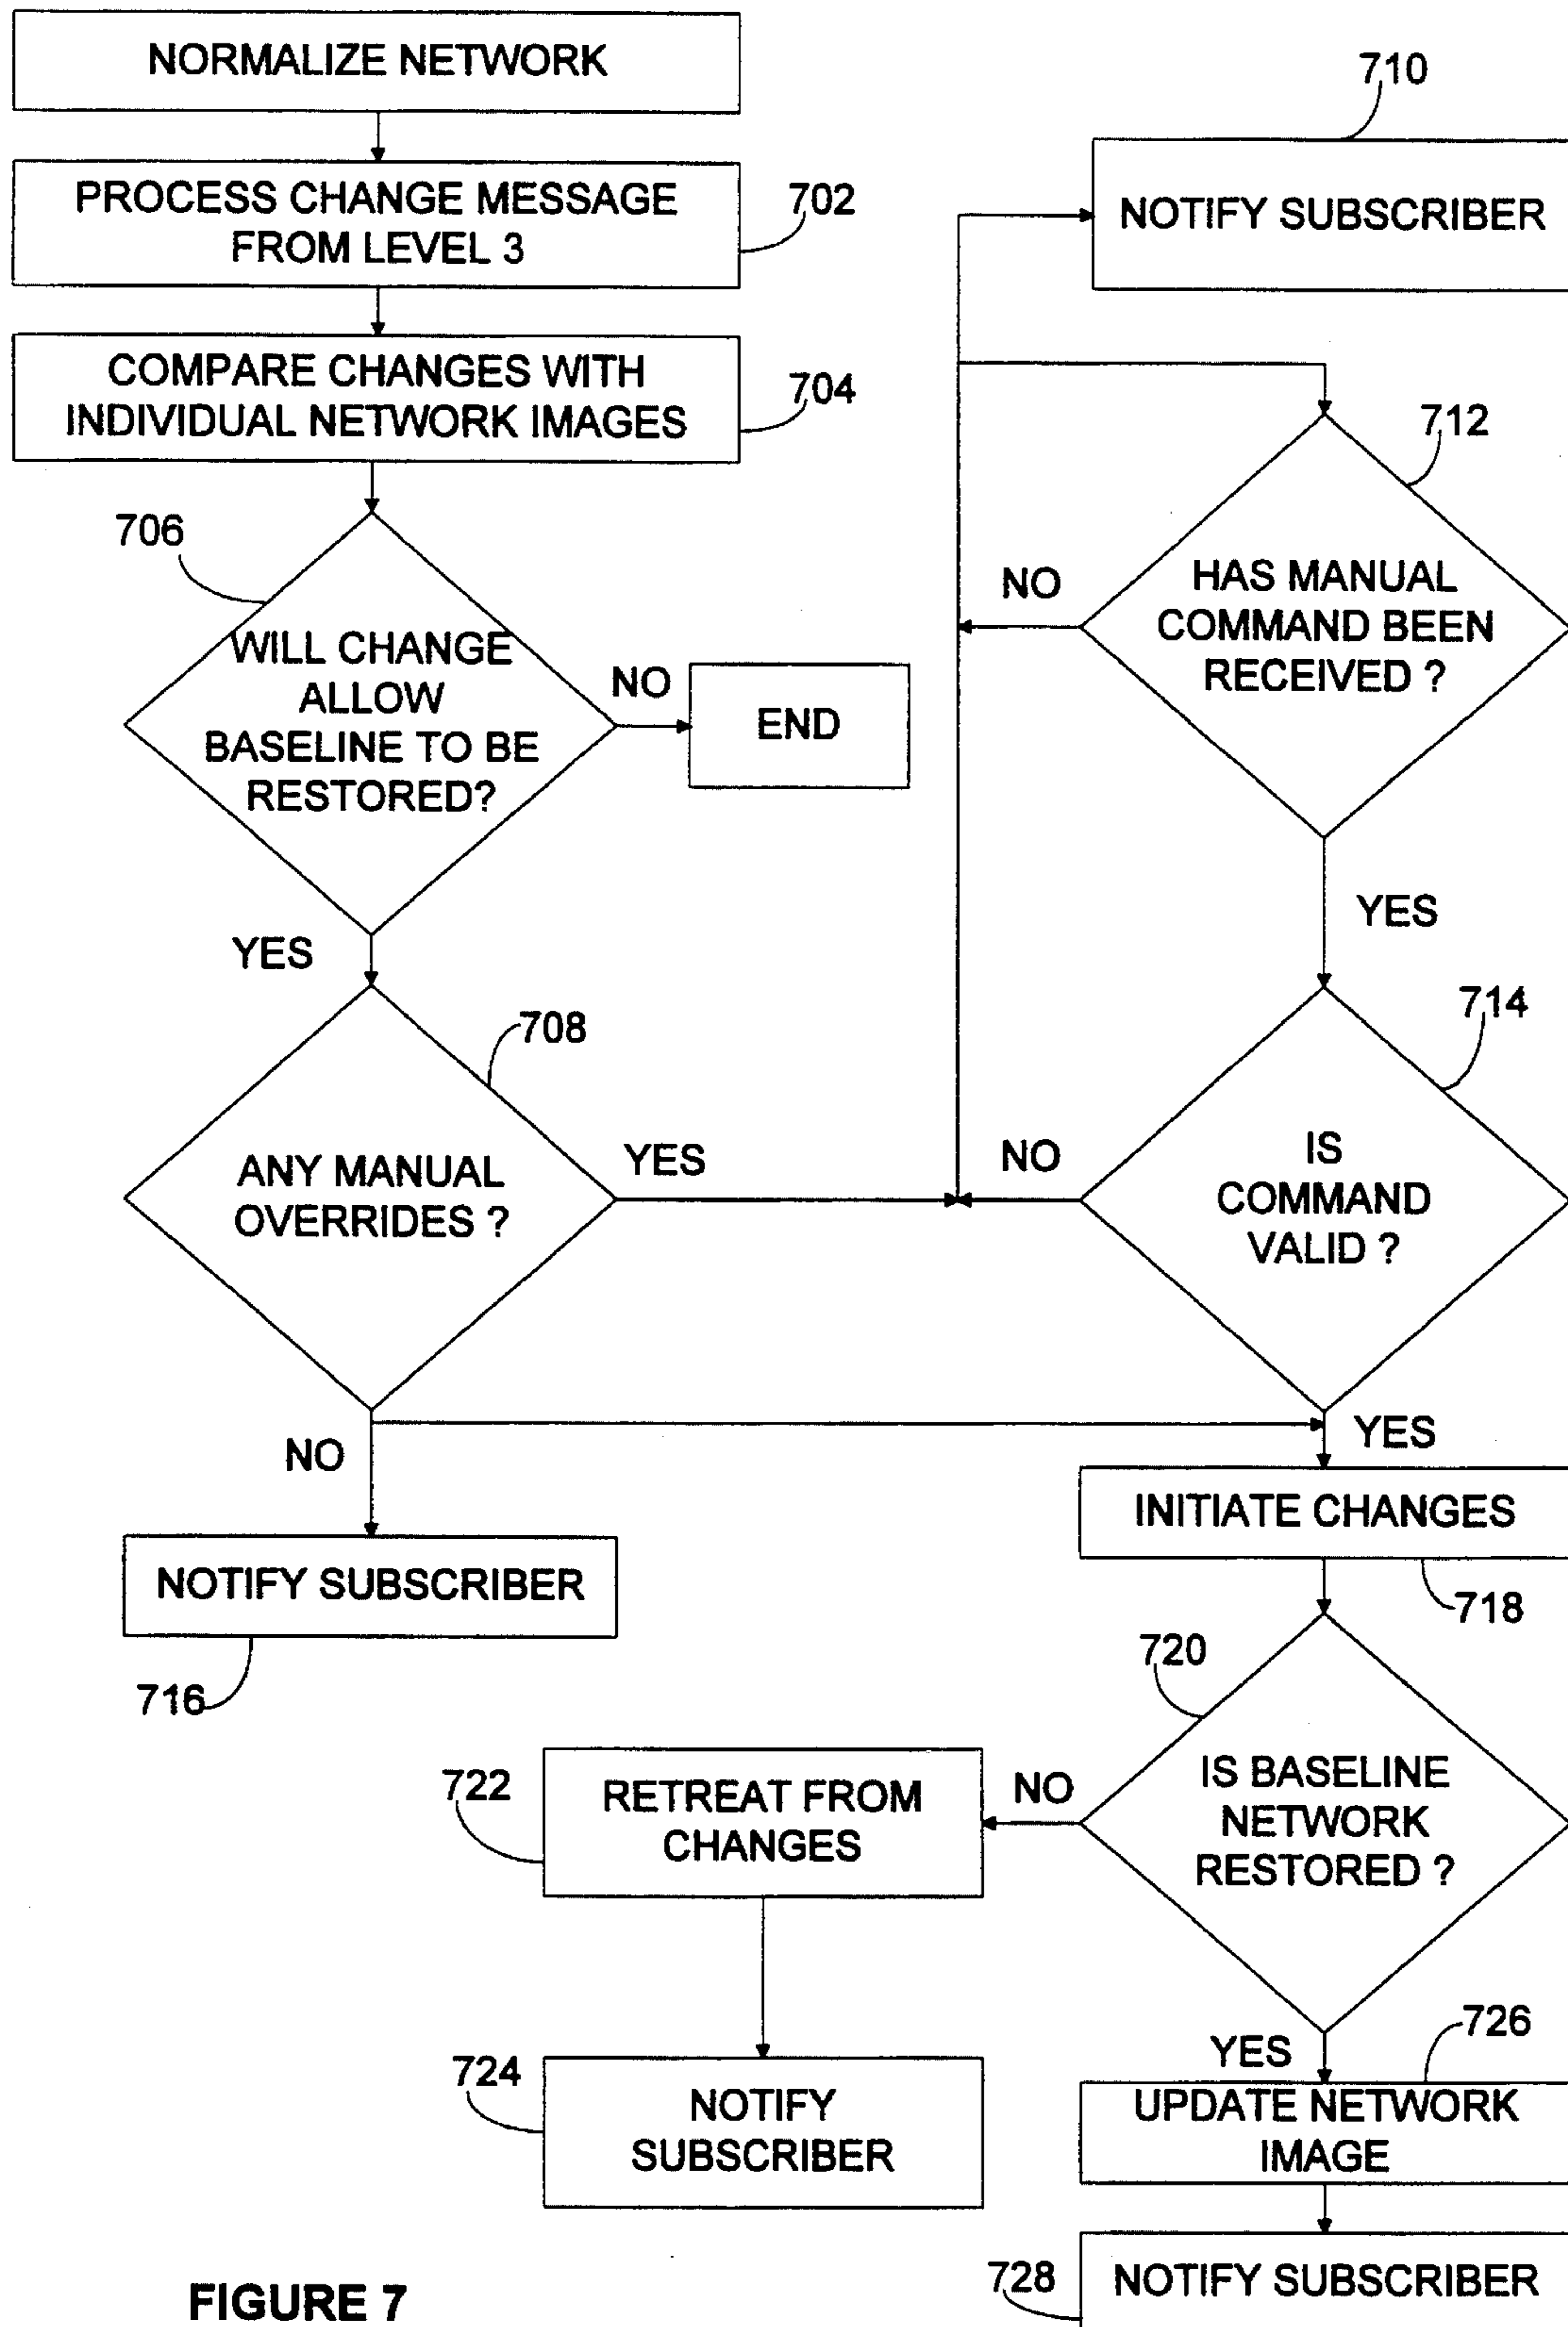 NORMALIZE NETWORK
PROCESS CHANGE MESSAGE
FROM LEVEL 3
702
COMPARE CHANGES WITH
INDIVIDUAL NETWORK IMAGES
704
706
WILL CHANGE
ALLOW
BASELINE TO BE
RESTORED?
NO
END
YES
708
ANY MANUAL
OVERRIDES ?
YES
NO
NOTIFY SUBSCRIBER
716
710
NOTIFY SUBSCRIBER
712
HAS MANUAL
COMMAND BEEN
RECEIVED ?
NO
YES
714
IS
COMMAND
VALID ?
NO
YES
INITIATE CHANGES
718
720
IS BASELINE
NETWORK
RESTORED ?
NO
722
RETREAT FROM
CHANGES
724
NOTIFY
SUBSCRIBER
YES
726
UPDATE NETWORK
IMAGE
728
NOTIFY SUBSCRIBER
FIGURE 7